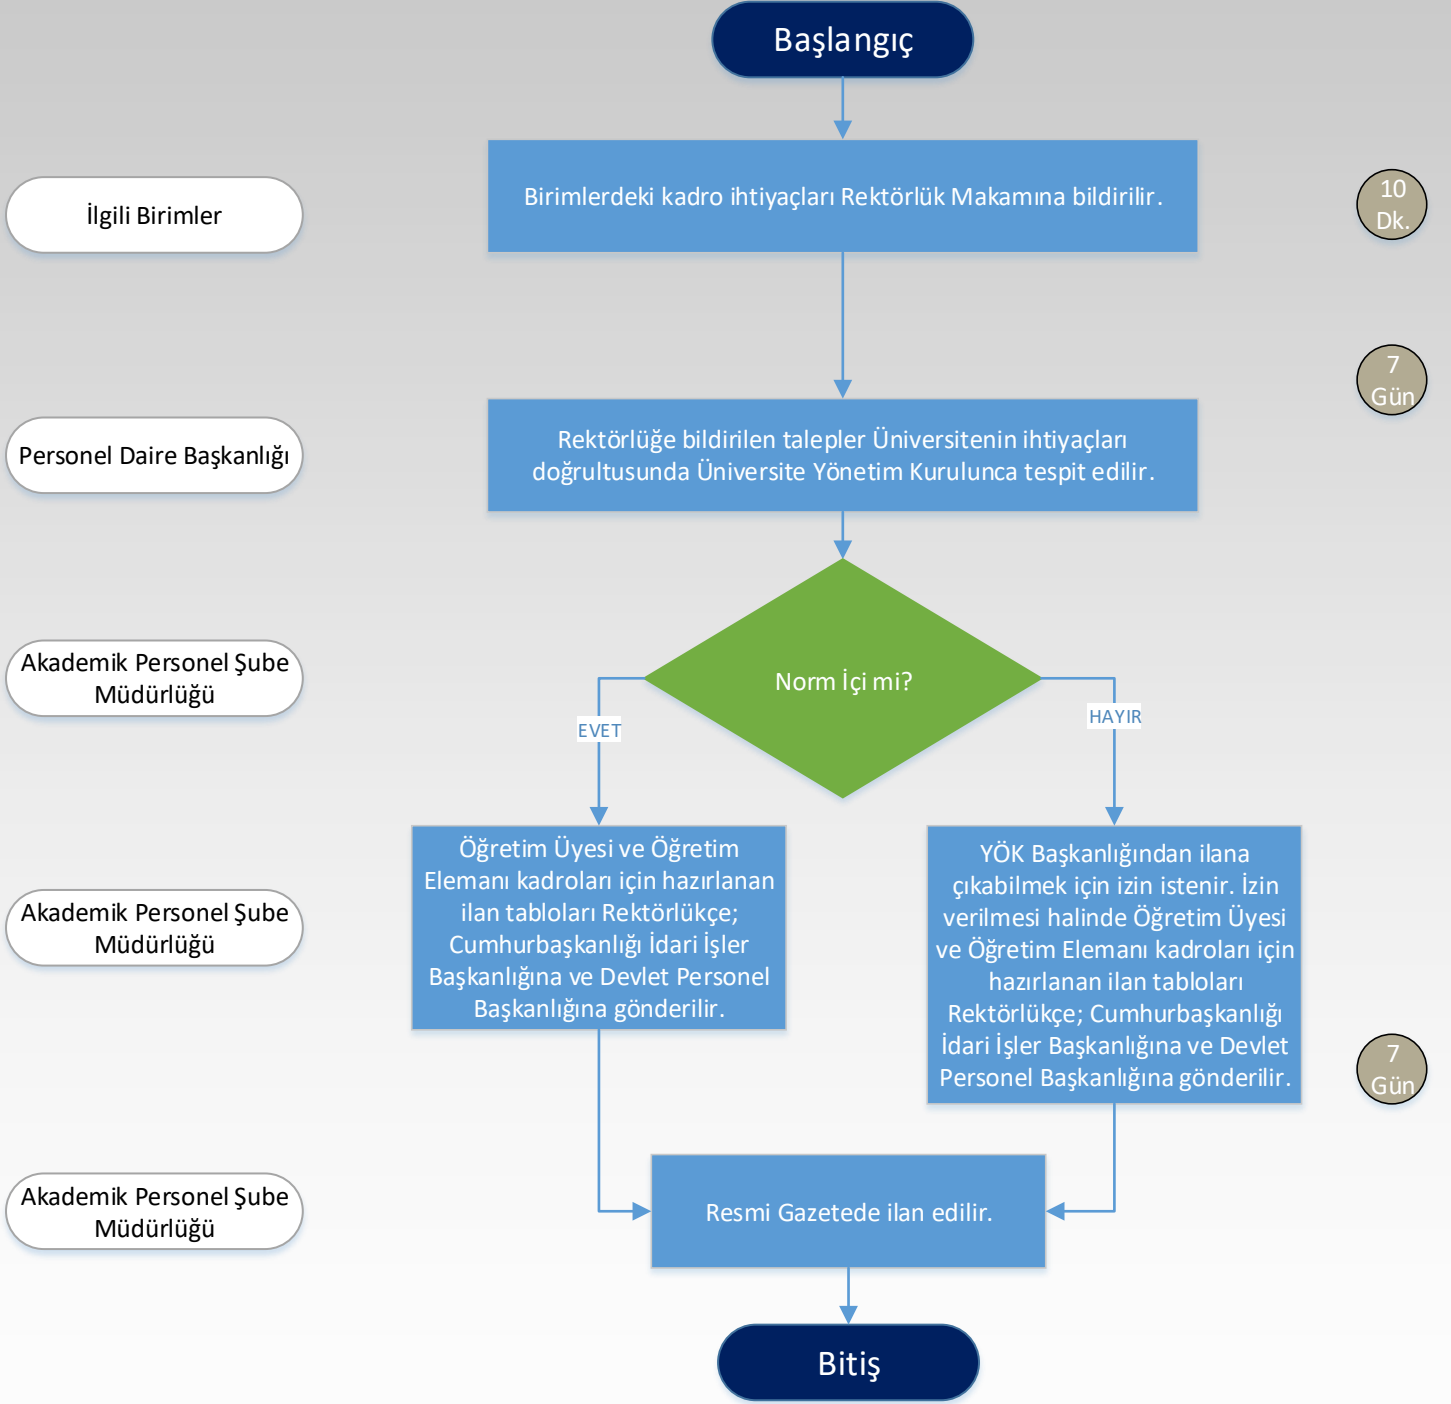 Başlangıç
İlgili Birimler
Birimlerdeki kadro ihtiyaçları Rektörlük Makamına bildirilir.
10
Dk.
7
Gün
Personel Daire Başkanlığı
Rektörlüğe bildirilen talepler Üniversitenin ihtiyaçları
doğrultusunda Üniversite Yönetim Kurulunca tespit edilir.
Akademik Personel Şube
Müdürlüğü
Norm İçi mi?
EVET
HAYIR
Akademik Personel Şube
Müdürlüğü
Öğretim Üyesi ve Öğretim
Elemanı kadroları için hazırlanan
ilan tabloları Rektörlükçe;
Cumhurbaşkanlığı İdari İşler
Başkanlığına ve Devlet Personel
Başkanlığına gönderilir.
YÖK Başkanlığından ilana
çıkabilmek için izin istenir. İzin
verilmesi halinde Öğretim Üyesi
ve Öğretim Elemanı kadroları için
hazırlanan ilan tabloları
Rektörlükçe; Cumhurbaşkanlığı
İdari İşler Başkanlığına ve Devlet
Personel Başkanlığına gönderilir.
7
Gün
Akademik Personel Şube
Müdürlüğü
Resmi Gazetede ilan edilir.
Bitiş